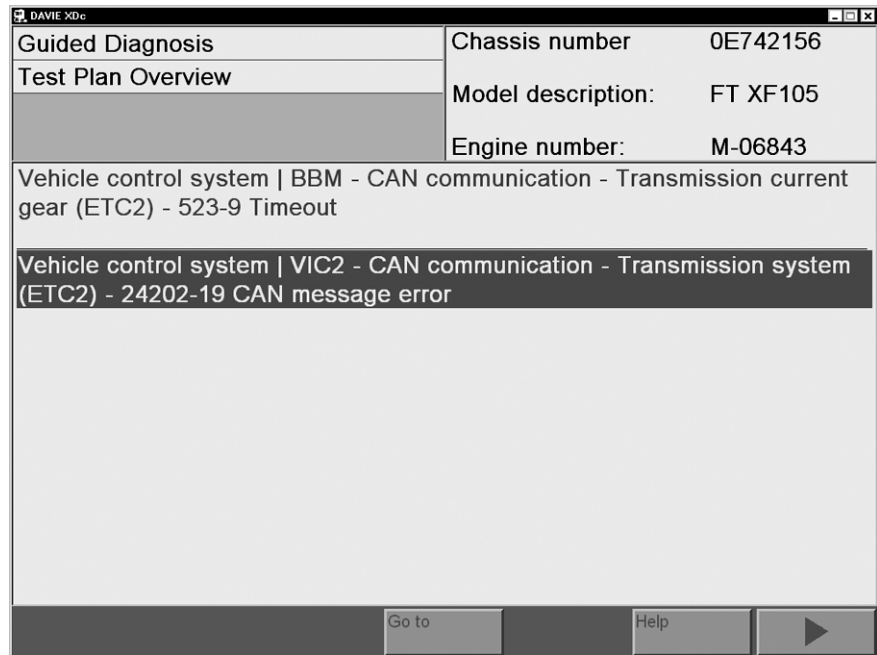 DAVIE XDc
Guided Diagnosis
Test Plan Overview
Chassis number 0E742156
Model description: FT XF105
Engine number: M-06843
Vehicle control system | BBM - CAN communication - Transmission current
gear (ETC2) - 523-9 Timeout
Vehicle control system | VIC2 - CAN communication - Transmission system
(ETC2) - 24202-19 CAN message error
Go to
Help